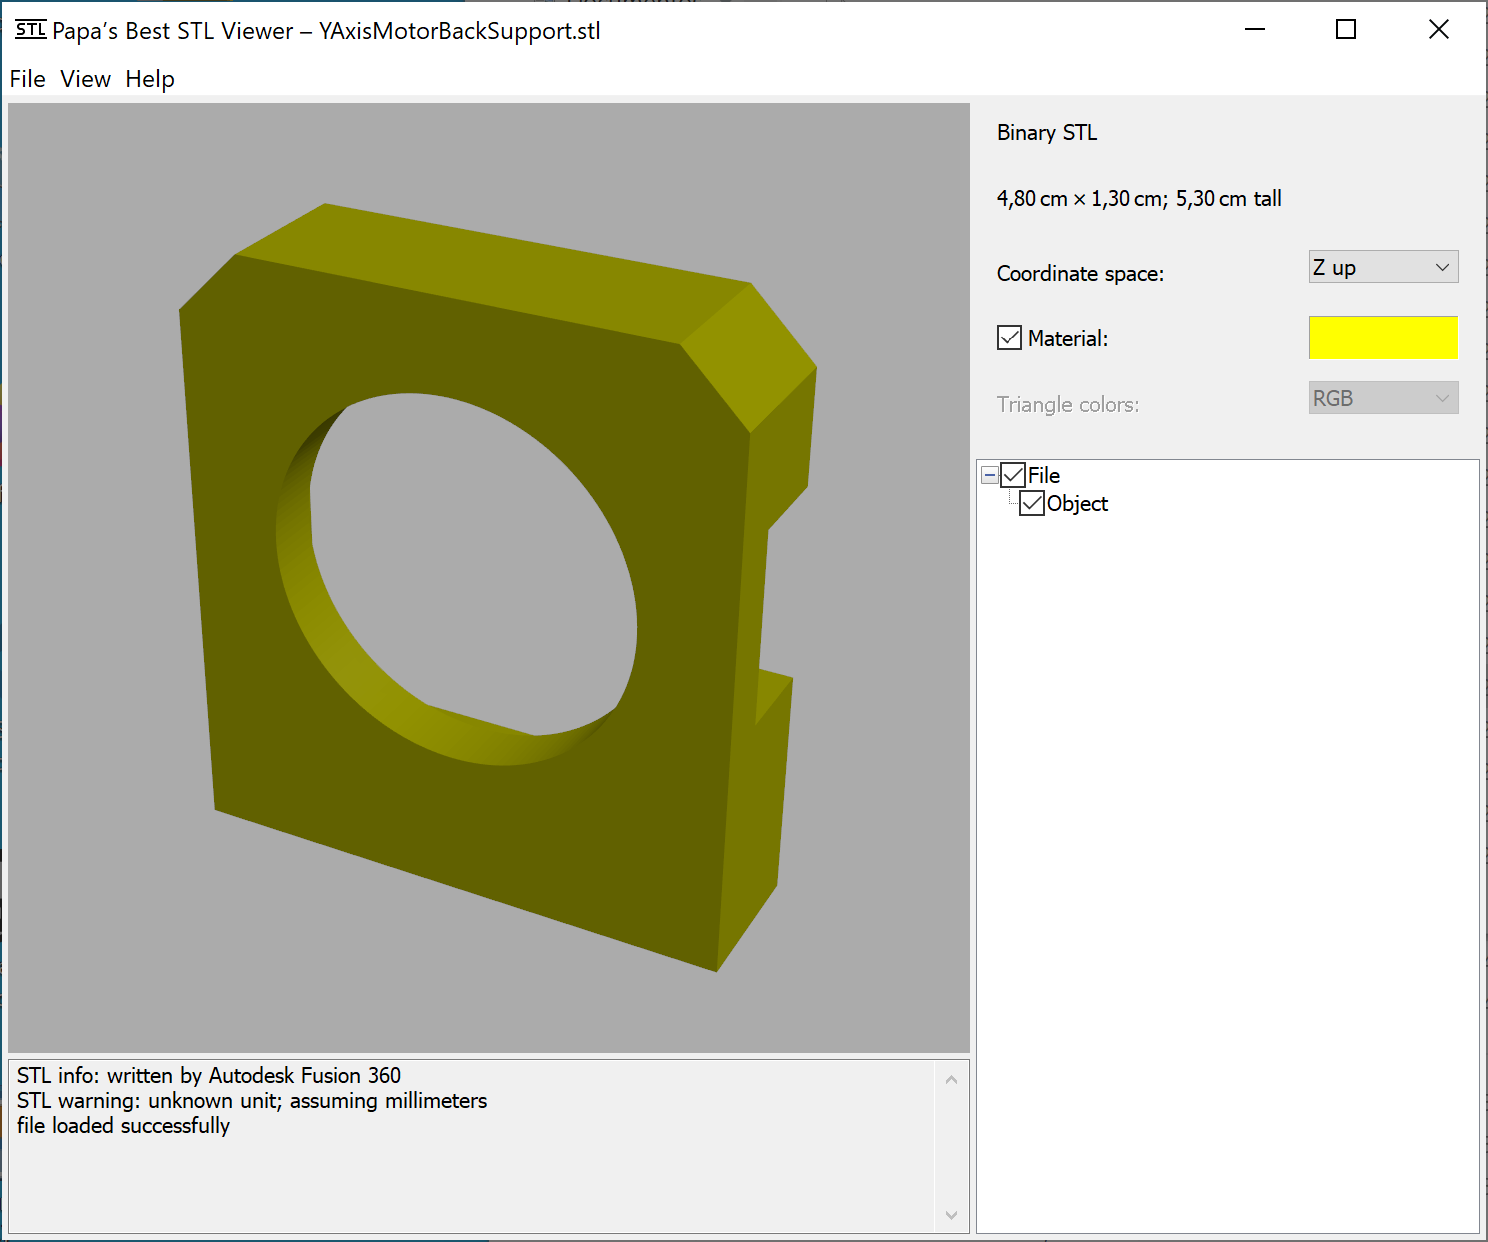 STL Papa’s Best STL Viewer – YAxisMotorBackSupport.stl
File View Help
Binary STL
4,80 cm × 1,30 cm; 5,30 cm tall
Coordinate space: Z up
Material:
Triangle colors: RGB
File
Object
STL info: written by Autodesk Fusion 360
STL warning: unknown unit; assuming millimeters
file loaded successfully